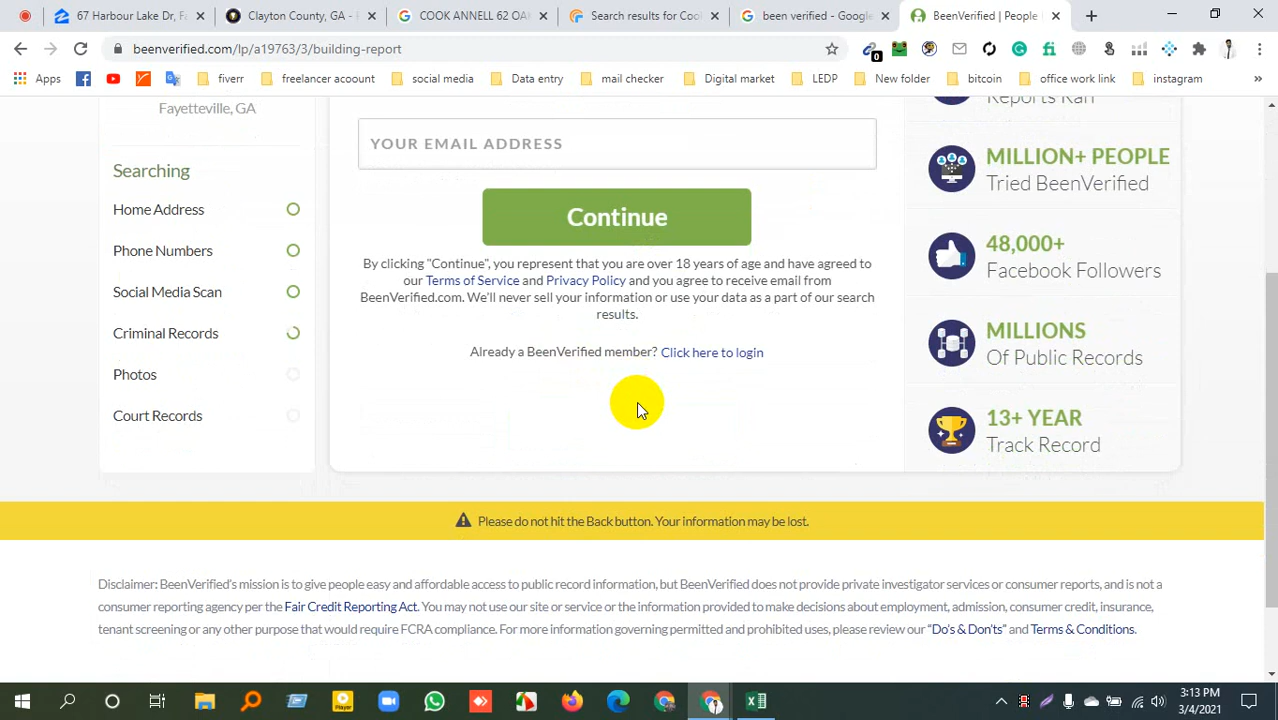 67 Harbour Lake Dr, Fa
Clayton County, GA -
COOK ANNELL 62 OA
Search results for Coo
been verified - Google
BeenVerified | People
beenverified.com/lp/a19763/3/building-report
0
Apps
fiverr
freelancer acoount
social media
Data entry
mail checker
Digital market
LEDP
New folder
bitcoin
office work link
instagram
»
Fayetteville, GA
Searching
Home Address
Phone Numbers
Social Media Scan
Criminal Records
Photos
Court Records
YOUR EMAIL ADDRESS
Continue
By clicking "Continue", you represent that you are over 18 years of age and have agreed to
our Terms of Service and Privacy Policy and you agree to receive email from
BeenVerified.com. We'll never sell your information or use your data as a part of our search
results.
Already a BeenVerified member? Click here to login
Reports Ran
MILLION+ PEOPLE
Tried BeenVerified
48,000+
Facebook Followers
MILLIONS
Of Public Records
13+ YEAR
Track Record
Please do not hit the Back button. Your information may be lost.
Disclaimer: BeenVerified's mission is to give people easy and affordable access to public record information, but BeenVerified does not provide private investigator services or consumer reports, and is not a
consumer reporting agency per the Fair Credit Reporting Act. You may not use our site or service or the information provided to make decisions about employment, admission, consumer credit, insurance,
tenant screening or any other purpose that would require FCRA compliance. For more information governing permitted and prohibited uses, please review our "Do's & Don'ts" and Terms & Conditions.
Player
3:13 PM
3/4/2021